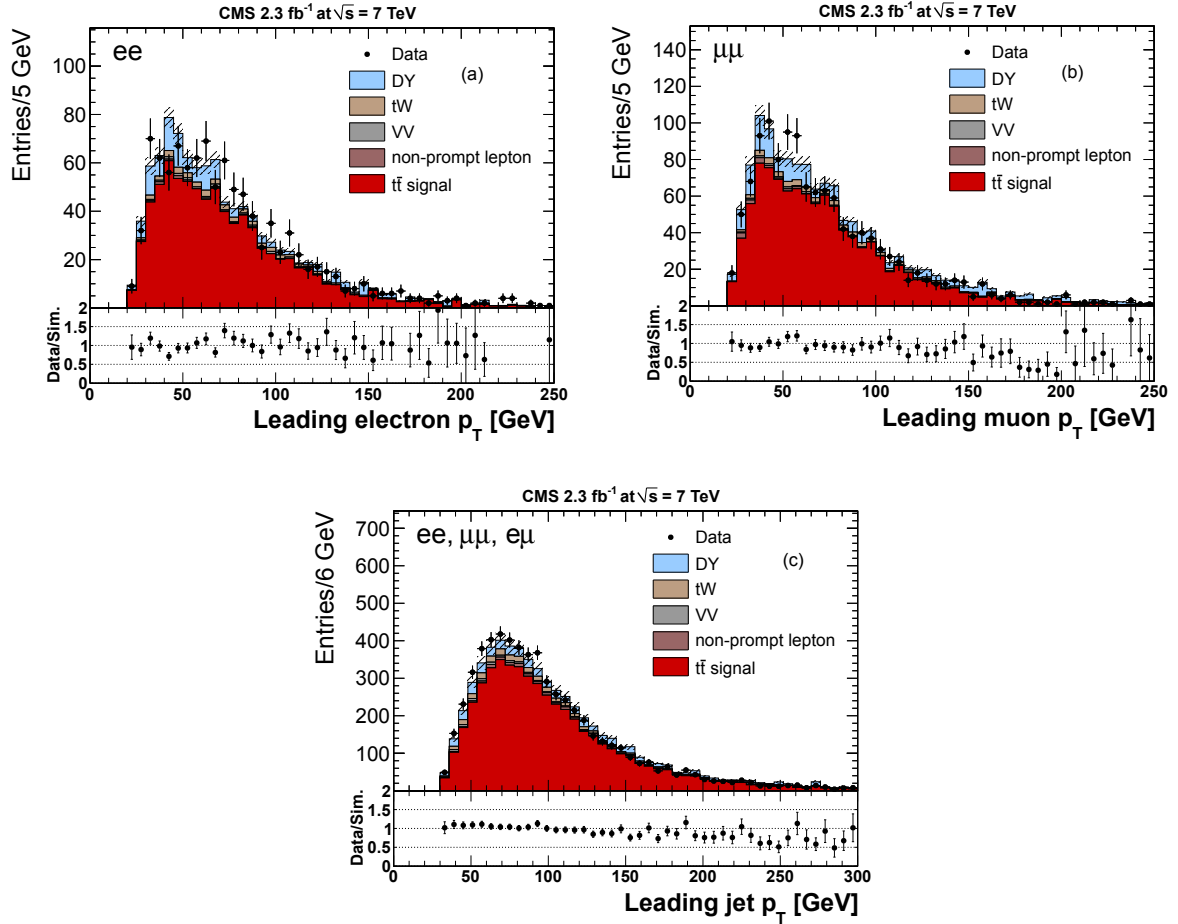 CMS 2.3 fb⁻¹ at √s = 7 TeV
ee
(a)
Entries/5 GeV
100
80
60
40
20
Data
DY
tW
VV
non-prompt lepton
tt̄ signal
Data/Sim.
2
1.5
1
0.5
0
0 50 100 150 200 250
Leading electron p_T [GeV]
CMS 2.3 fb⁻¹ at √s = 7 TeV
μμ
(b)
Entries/5 GeV
140
120
100
80
60
40
20
Data
DY
tW
VV
non-prompt lepton
tt̄ signal
Data/Sim.
2
1.5
1
0.5
0
0 50 100 150 200 250
Leading muon p_T [GeV]
CMS 2.3 fb⁻¹ at √s = 7 TeV
ee, μμ, eμ
(c)
Entries/6 GeV
700
600
500
400
300
200
100
Data
DY
tW
VV
non-prompt lepton
tt̄ signal
Data/Sim.
2
1.5
1
0.5
0
0 50 100 150 200 250 300
Leading jet p_T [GeV]